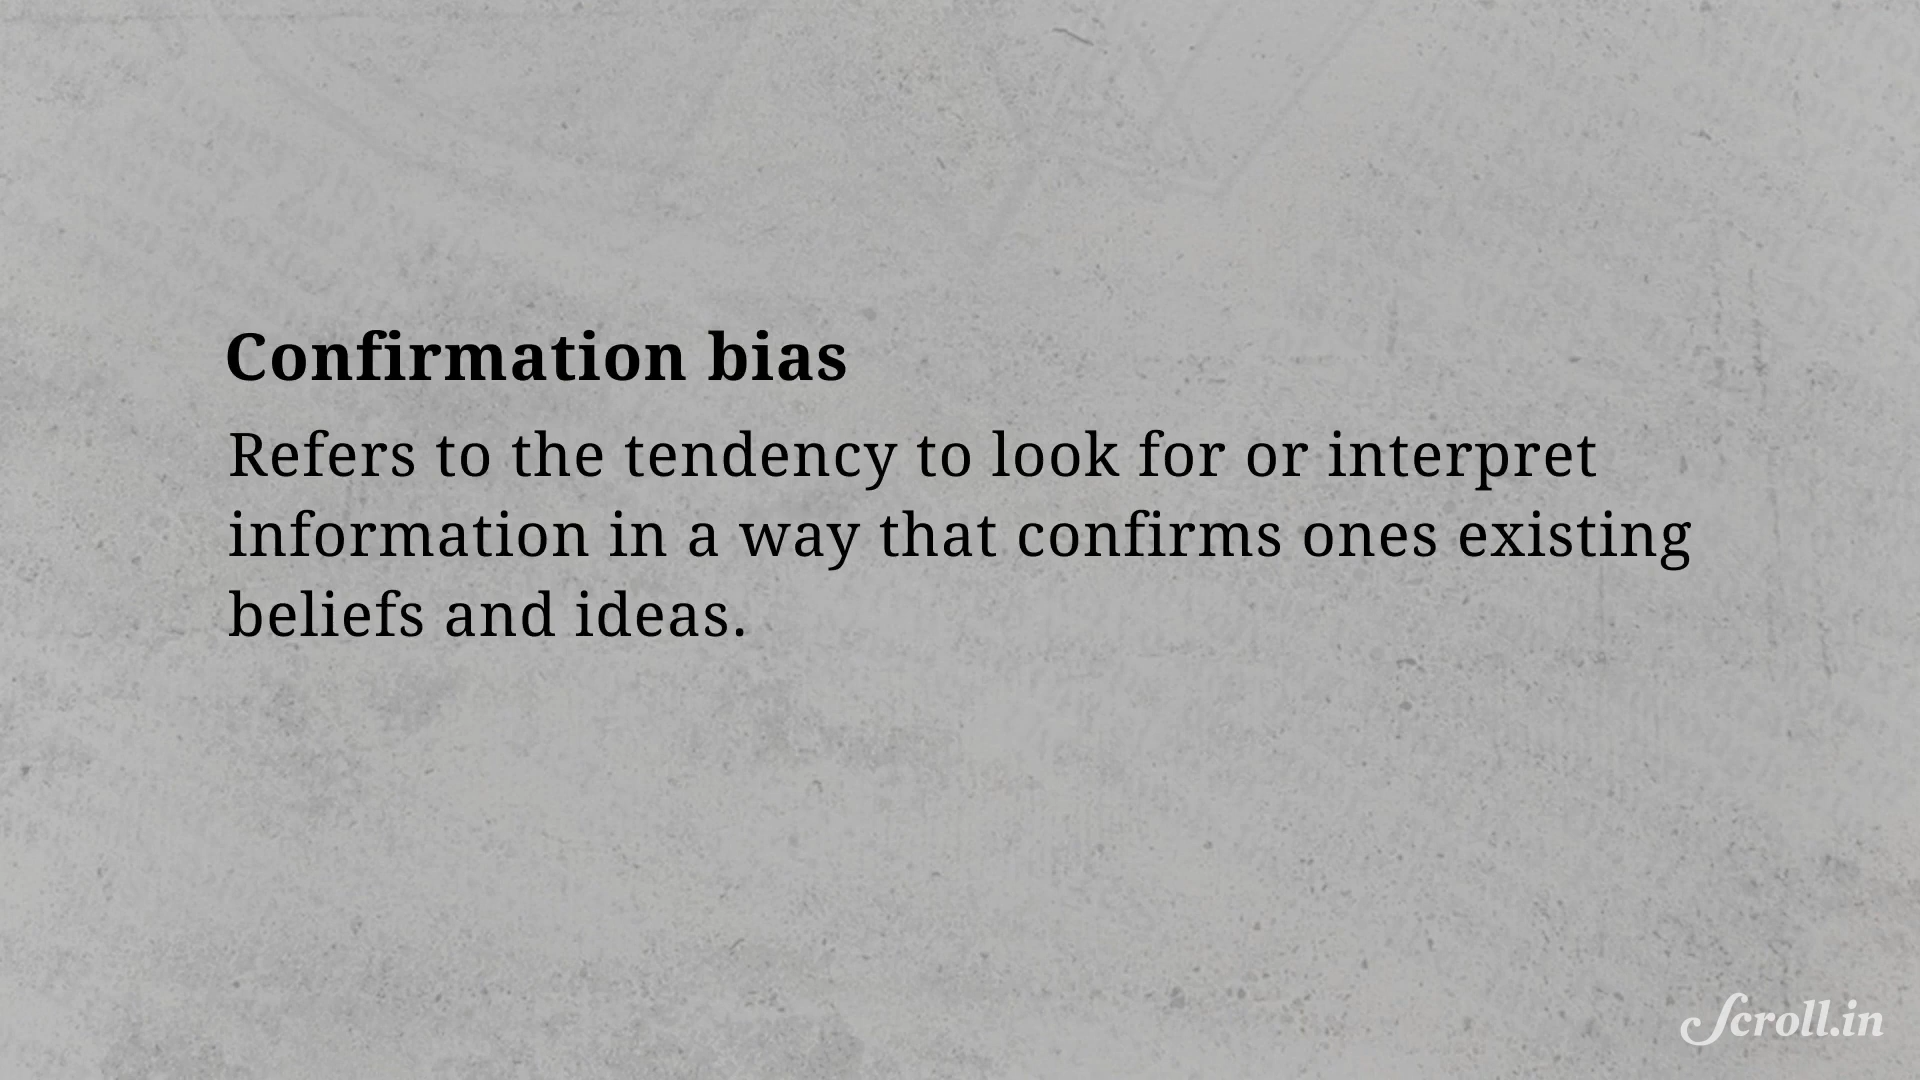 Confirmation bias
Refers to the tendency to look for or interpret
information in a way that confirms ones existing
beliefs and ideas.
Scroll.in